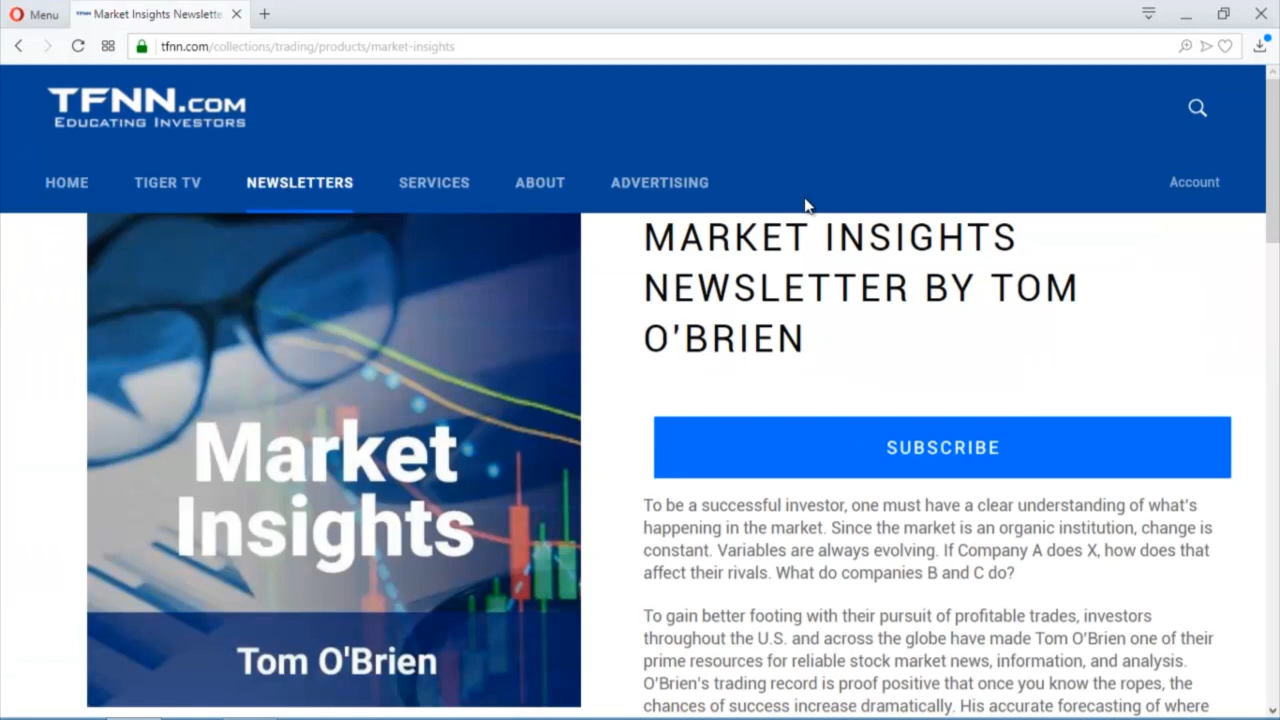 Menu
Market Insights Newslette
tfnn.com/collections/trading/products/market-insights
TFNN.COM
EDUCATING INVESTORS
HOME TIGER TV NEWSLETTERS SERVICES ABOUT ADVERTISING Account
MARKET INSIGHTS
NEWSLETTER BY TOM
O'BRIEN
Market
Insights
Tom O'Brien
SUBSCRIBE
To be a successful investor, one must have a clear understanding of what's
happening in the market. Since the market is an organic institution, change is
constant. Variables are always evolving. If Company A does X, how does that
affect their rivals. What do companies B and C do?
To gain better footing with their pursuit of profitable trades, investors
throughout the U.S. and across the globe have made Tom O'Brien one of their
prime resources for reliable stock market news, information, and analysis.
O'Brien's trading record is proof positive that once you know the ropes, the
chances of success increase dramatically. His accurate forecasting of where